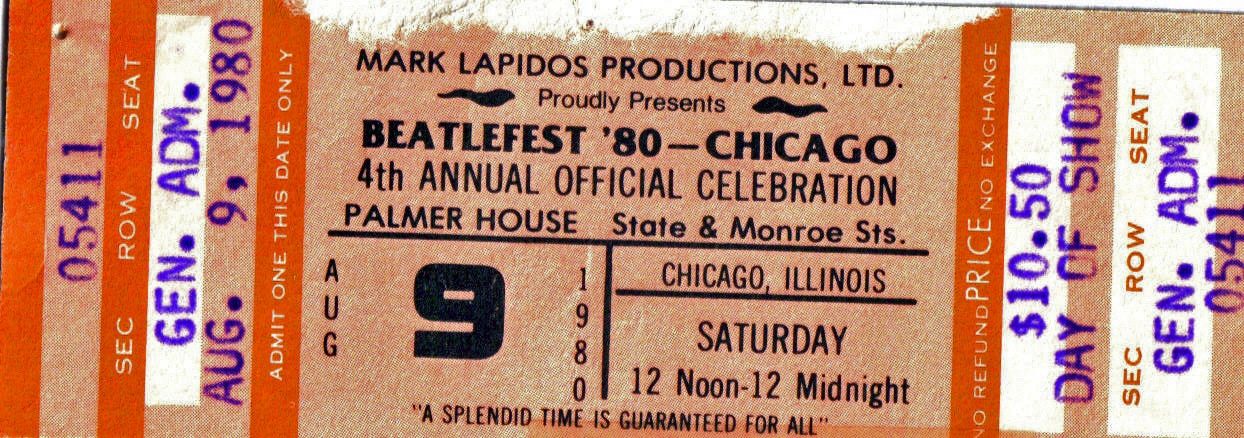 05411
SEC ROW SEAT
GEN. ADM.
AUG. 9, 1980
ADMIT ONE THIS DATE ONLY
MARK LAPIDOS PRODUCTIONS, LTD.
Proudly Presents
BEATLEFEST '80—CHICAGO
4th ANNUAL OFFICIAL CELEBRATION
PALMER HOUSE State & Monroe Sts.
AUG
9
1980
CHICAGO, ILLINOIS
SATURDAY
12 Noon-12 Midnight
"A SPLENDID TIME IS GUARANTEED FOR ALL"
NO REFUND PRICE NO EXCHANGE
$10.50
DAY OF SHOW
SEC ROW SEAT
GEN. ADM.
05411